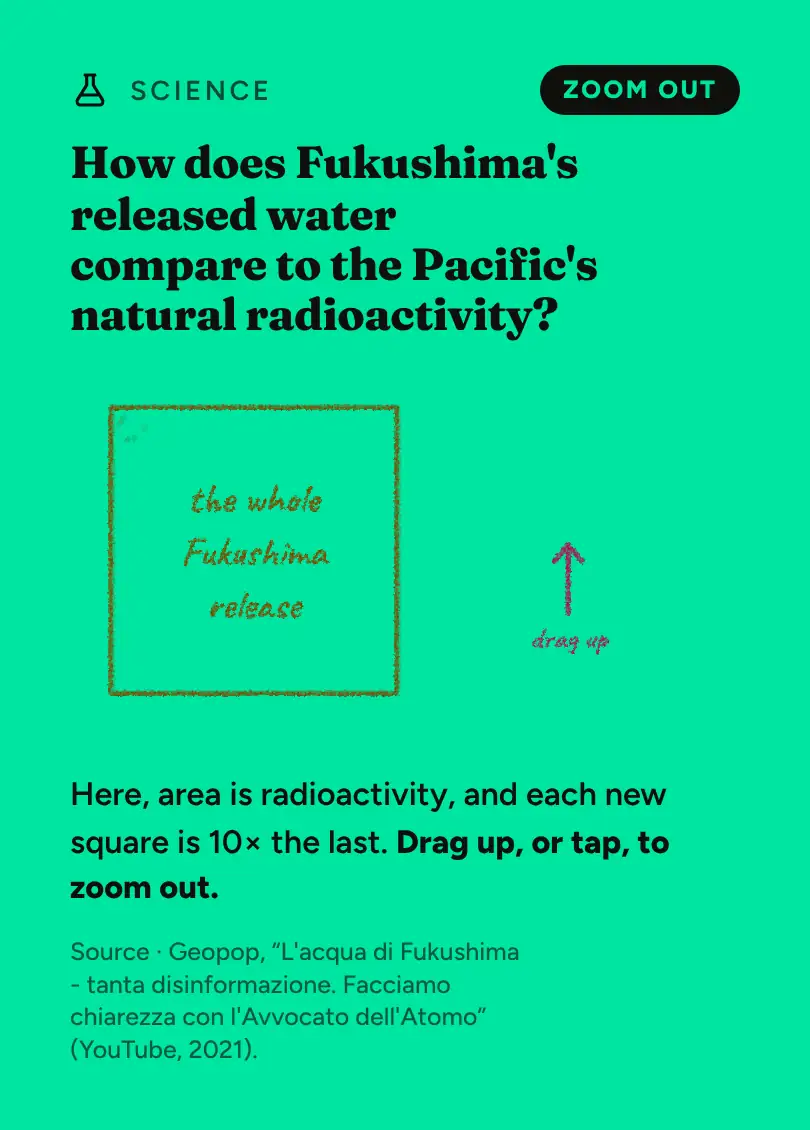 SCIENCE
ZOOM OUT
How does Fukushima's
released water
compare to the Pacific's
natural radioactivity?
the whole
Fukushima
release
drag up
Here, area is radioactivity, and each new
square is 10× the last. Drag up, or tap, to
zoom out.
Source · Geopop, “L'acqua di Fukushima
- tanta disinformazione. Facciamo
chiarezza con l'Avvocato dell'Atomo”
(YouTube, 2021).